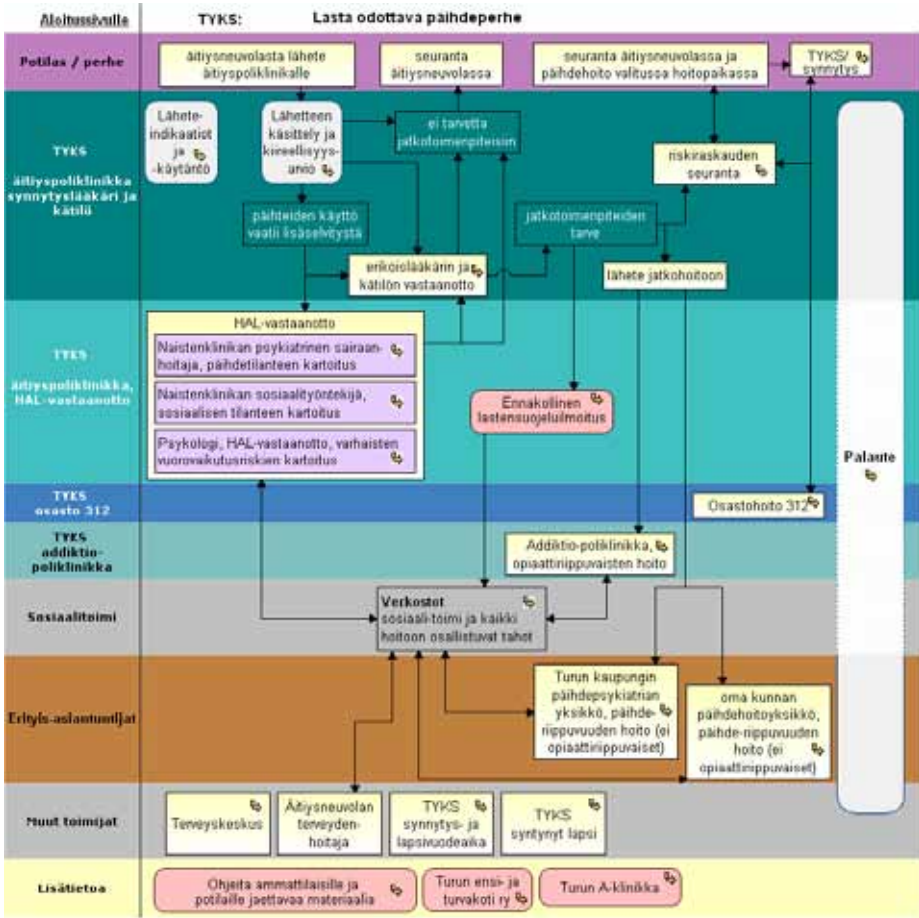 Aloitussivulle
TYKS:
Lasta odottava päihdeperhe
Potilas / perhe
äitiysneuvolasta lähete
äitiyspoliklinikalle
seuranta
äitiysneuvolassa
seuranta äitiysneuvolassa ja
päihdehoito valitussa hoitopaikassa
TYKS/
synnytys
TYKS
äitiyspoliklinikka
synnytyslääkäri ja
kätilö
Lähete-
indikaatiot
ja
-käytäntö
Lähetteen
käsittely ja
kiireellisyys-
arvio
ei tarvetta
jatkotoimenpiteisiin
riskiraskauden
seuranta
päihteiden käyttö
vaatii lisäselvitystä
jatkotoimenpiteiden
tarve
erikoislääkärin ja
kätilön vastaanotto
lähete jatkohoitoon
TYKS
äitiyspoliklinikka,
HAL-vastaanotto
HAL-vastaanotto
Naistenklinikan psykiatrinen sairaan-
hoitaja, päihdetilanteen kartoitus
Naistenklinikan sosiaalityöntekijä,
sosiaalisen tilanteen kartoitus
Psykologi, HAL-vastaanotto, varhaisten
vuorovaikutusriskien kartoitus
Ennakollinen
lastensuojeluilmoitus
Palaute
TYKS
osasto 312
Osastohoito 312
TYKS
addiktio-
poliklinikka
Addiktio-poliklinikka,
opiaattiriippuvaisten hoito
Sosiaalitoimi
Verkostot
sosiaali-toimi ja kaikki
hoitoon osallistuvat tahot
Erityis-asiantuntijat
Turun kaupungin
päihdepsykiatrian
yksikkö, päihde-
riippuvuuden hoito (ei
opiaattiriippuvaiset)
oma kunnan
päihdehoitoyksikkö,
päihde-riippuvuuden
hoito (ei
opiaattiriippuvaiset)
Muut toimijat
Terveyskeskus
Äitiysneuvolan
terveyden-
hoitaja
TYKS
synnytys- ja
lapsivuodeaika
TYKS
syntynyt lapsi
Lisätietoa
Ohjeita ammattilaisille ja
potilaille jaettavaa materiaalia
Turun ensi- ja
turvakoti ry
Turun A-klinikka